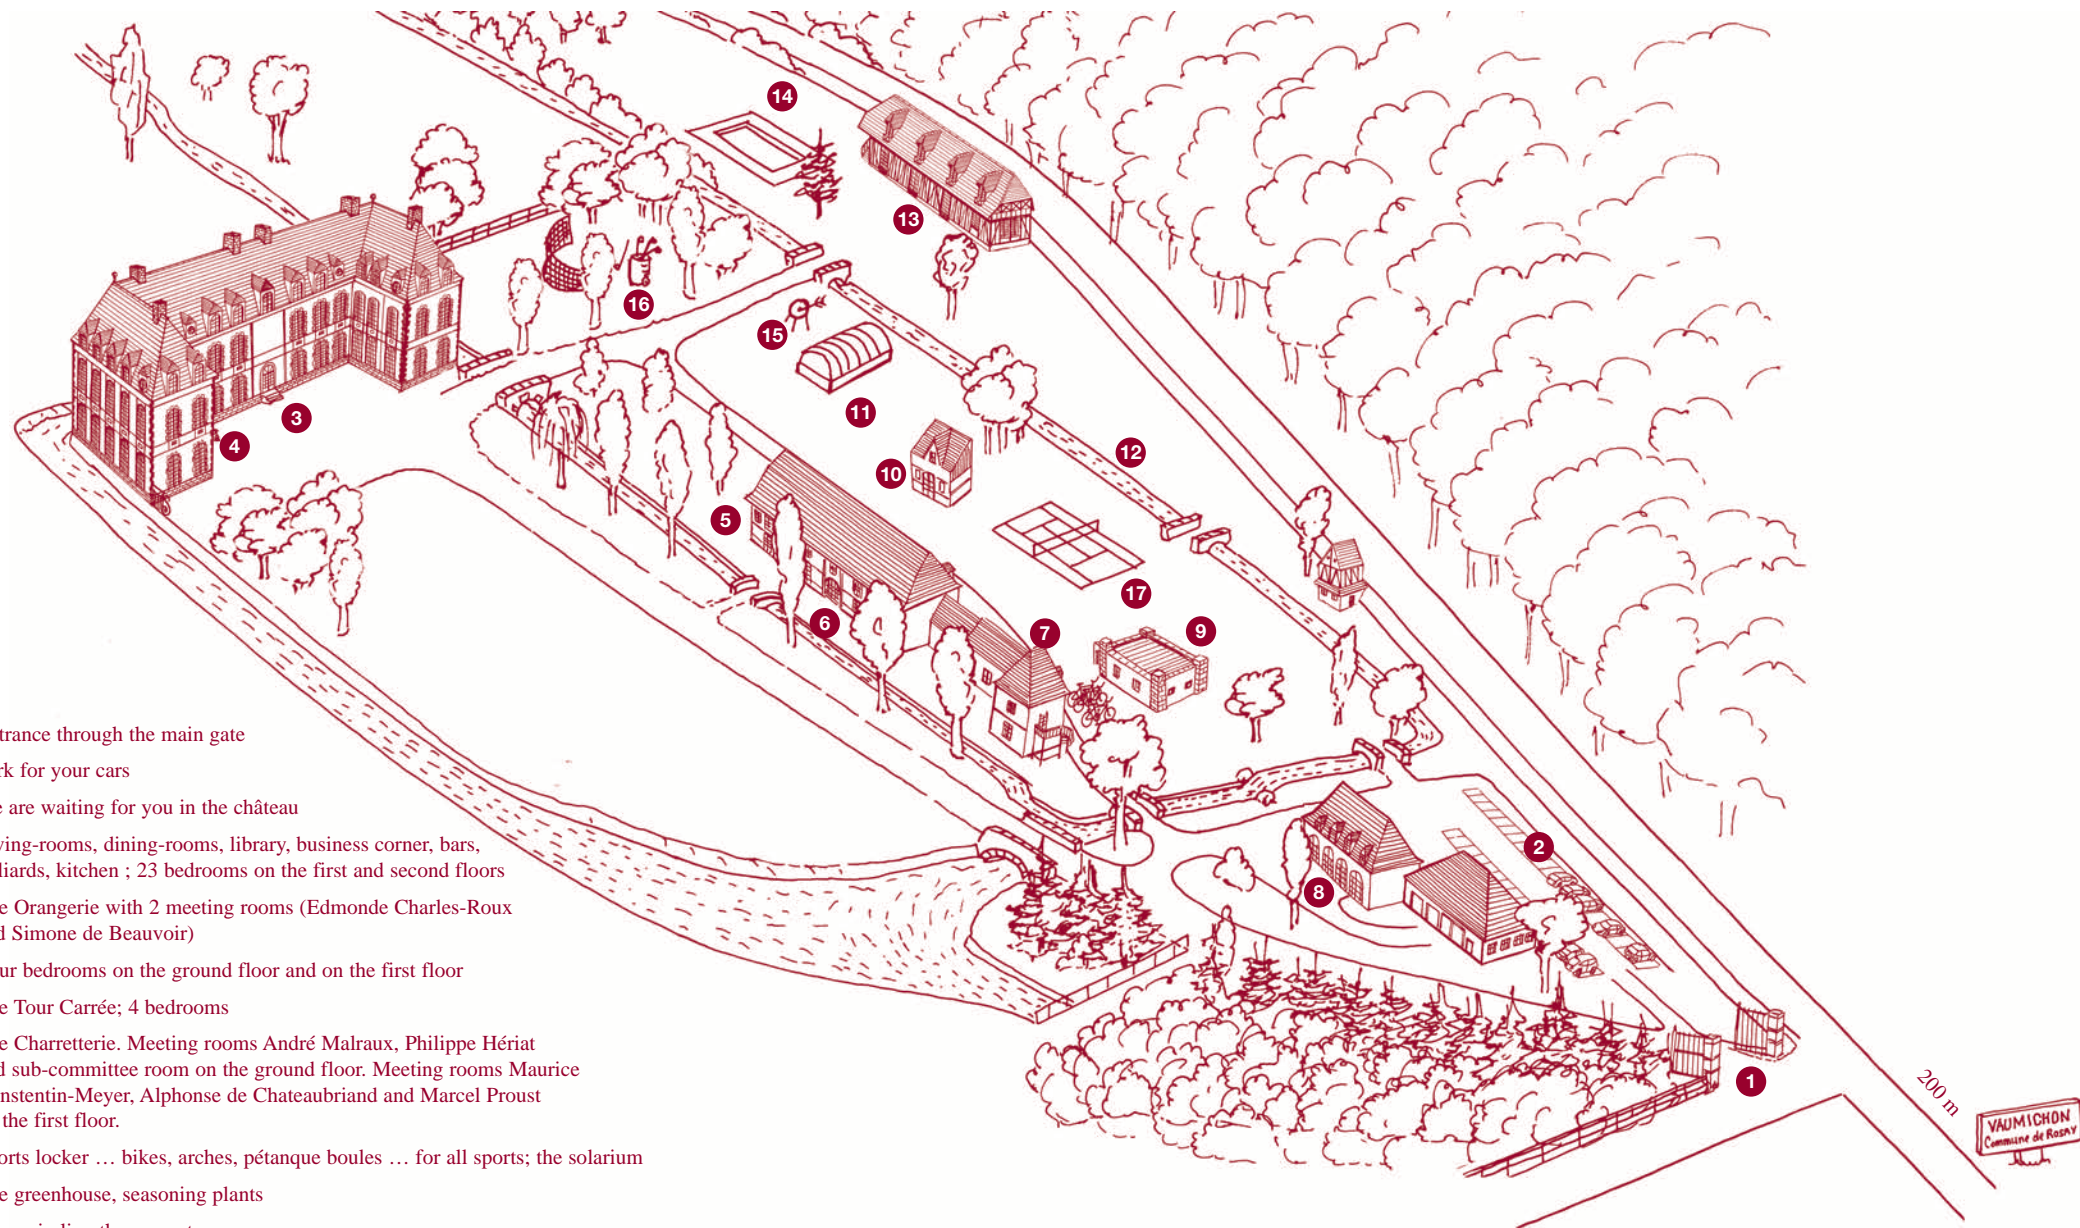 14
13
16
15
11
12
3
4
10
5
17
6
7
9
2
8
1
200 m
VAUMICHON
Commune de Rosay
trance through the main gate
rk for your cars
e are waiting for you in the château
ving-rooms, dining-rooms, library, business corner, bars,
liards, kitchen ; 23 bedrooms on the first and second floors
e Orangerie with 2 meeting rooms (Edmonde Charles-Roux
d Simone de Beauvoir)
ur bedrooms on the ground floor and on the first floor
e Tour Carrée; 4 bedrooms
e Charretterie. Meeting rooms André Malraux, Philippe Hériat
d sub-committee room on the ground floor. Meeting rooms Maurice
nstentin-Meyer, Alphonse de Chateaubriand and Marcel Proust
the first floor.
orts locker … bikes, arches, pétanque boules … for all sports; the solarium
e greenhouse, seasoning plants